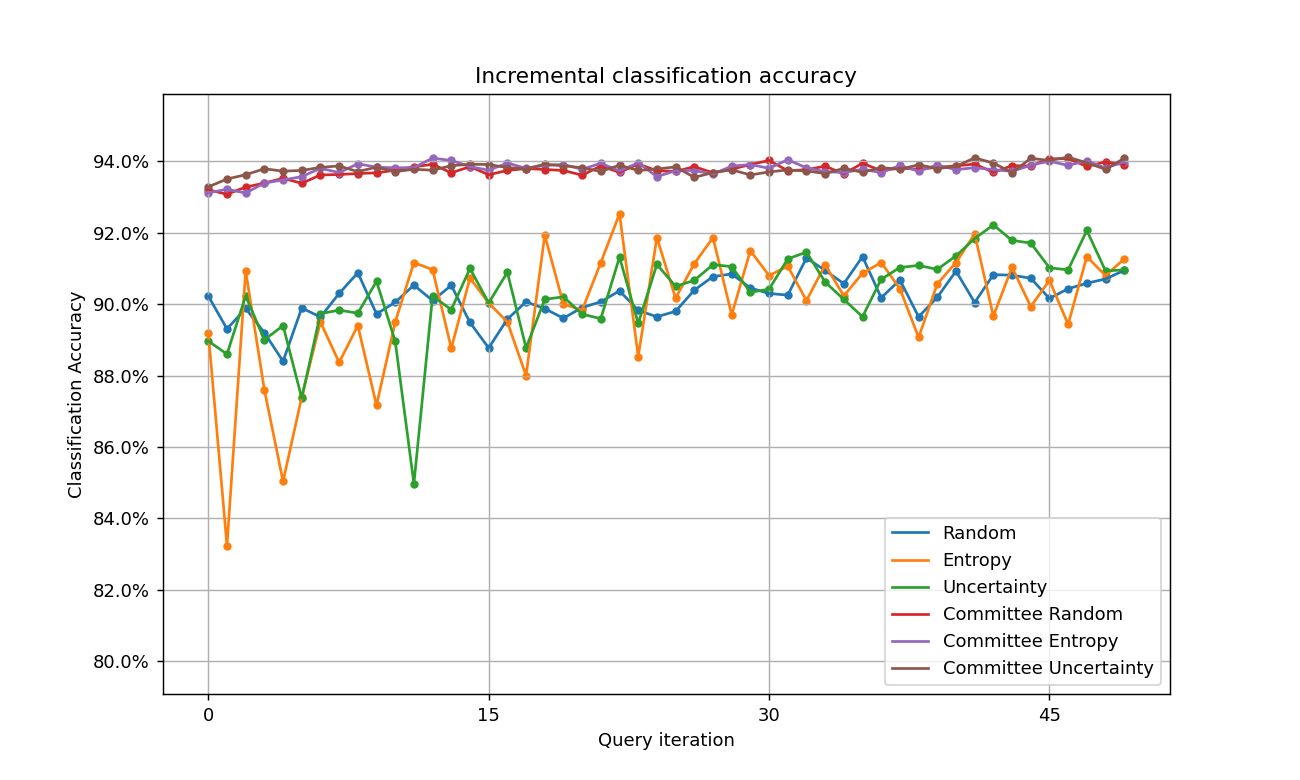 Incremental classification accuracy
Classification Accuracy
94.0%
92.0%
90.0%
88.0%
86.0%
84.0%
82.0%
80.0%
Random
Entropy
Uncertainty
Committee Random
Committee Entropy
Committee Uncertainty
0 15 30 45
Query iteration